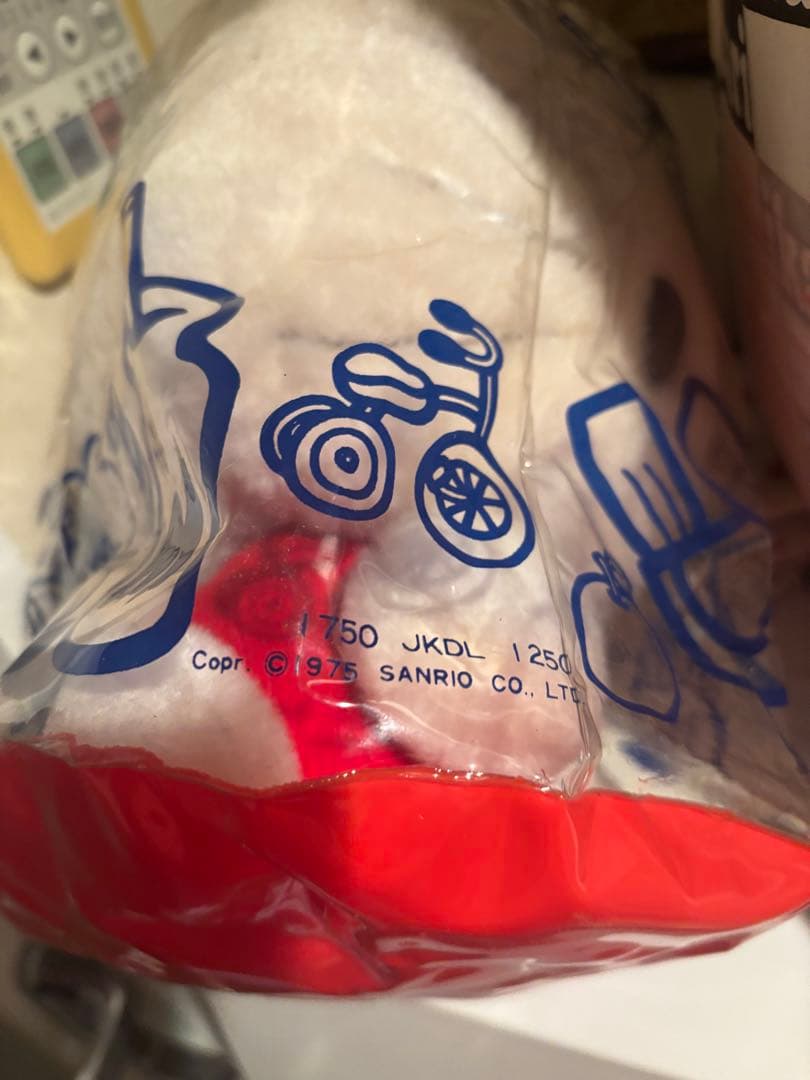 1750 JKDL 1250
Copr. ©1975 SANRIO CO., LTD.